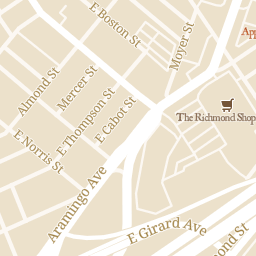 E Boston St
Moyer St
App
Almond St
Mercer St
E Thompson St
E Cabot St
The Richmond Shop
E Norris St
Aramingo Ave
E Girard Ave
ond St